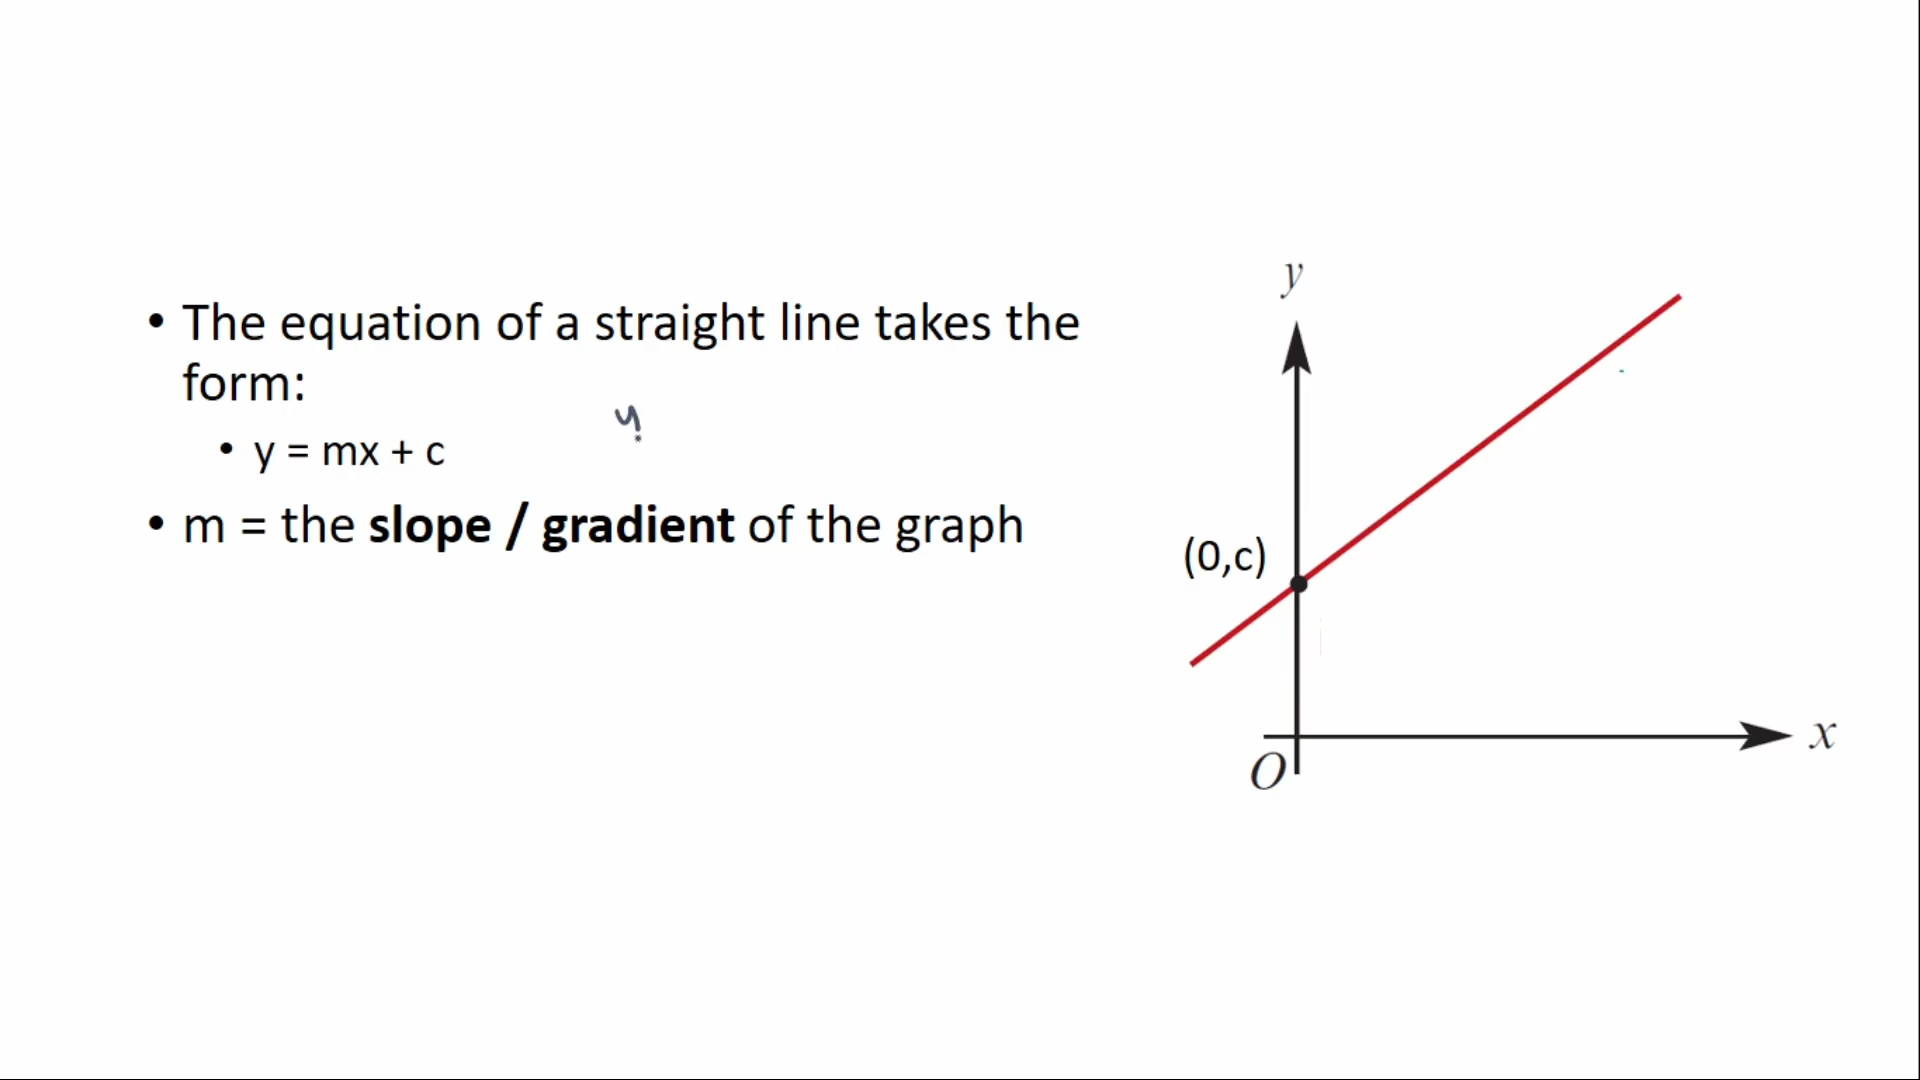 • The equation of a straight line takes the
form:
y
• y = mx + c
• m = the slope / gradient of the graph
y
(0,c)
x
O